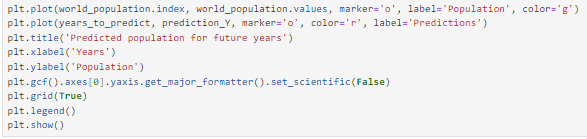 plt.plot(world_population.index, world_population.values, marker='o', label='Population', color='g')
plt.plot(years_to_predict, prediction_Y, marker='o', color='r', label='Predictions')
plt.title('Predicted population for future years')
plt.xlabel('Years')
plt.ylabel('Population')
plt.gcf().axes[0].yaxis.get_major_formatter().set_scientific(False)
plt.grid(True)
plt.legend()
plt.show()